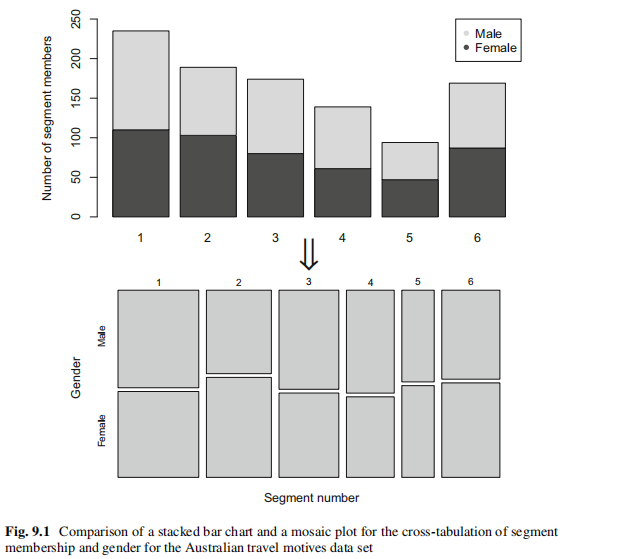 250
200
150
100
50
0
Number of segment members
Male
Female
1 2 3 4 5 6
1 2 3 4 5 6
Male
Female
Gender
Segment number
Fig. 9.1 Comparison of a stacked bar chart and a mosaic plot for the cross-tabulation of segment
membership and gender for the Australian travel motives data set